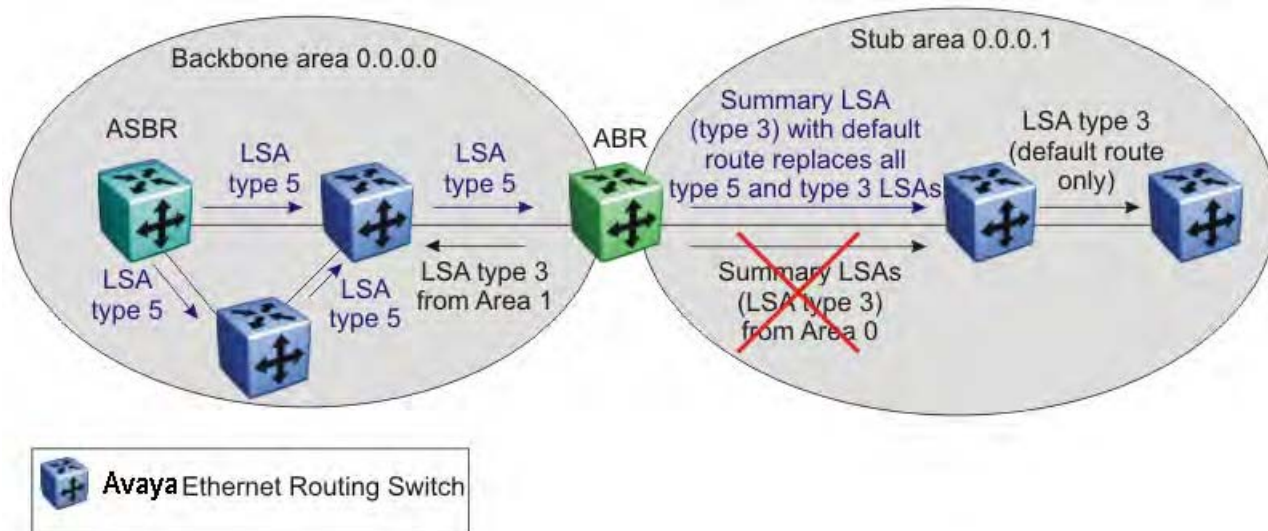 Backbone area 0.0.0.0
Stub area 0.0.0.1
ASBR
LSA
type 5
LSA
type 5
ABR
Summary LSA
(type 3) with default
route replaces all
type 5 and type 3 LSAs
LSA type 3
(default route
only)
LSA
type 5
LSA
type 5
LSA type 3
from Area 1
Summary LSAs
(LSA type 3)
from Area 0
Avaya Ethernet Routing Switch